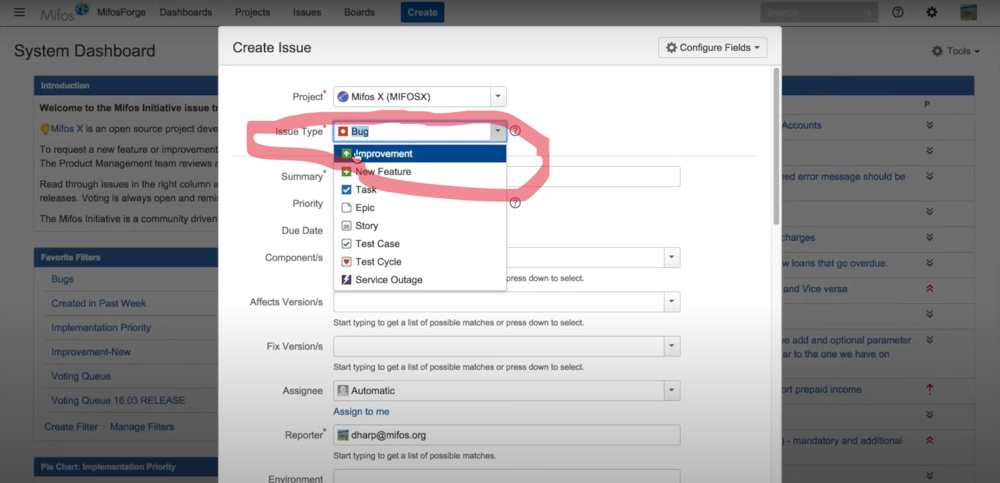 Mifos MifosForge Dashboards Projects Issues Boards Create Search
System Dashboard
Tools
Introduction
Welcome to the Mifos Initiative issue
Mifos X is an open source project
To request a new feature or improvement
The Product Management team reviews
Read through issues in the right column
releases. Voting is always open and
The Mifos Initiative is a community driven
Favorite Filters
Bugs
Created in Past Week
Implementation Priority
Improvement-New
Voting Queue
Voting Queue 16.03 RELEASE
Create Filter · Manage Filters
Pie Chart: Implementation Priority
Create Issue
Configure Fields
Project* Mifos X (MIFOSX)
Issue Type* Bug
Improvement
New Feature
Task
Epic
Story
Test Case
Test Cycle
Service Outage
Summary*
Priority
Due Date
Component/s
press down to select.
Affects Version/s
Start typing to get a list of possible matches or press down to select.
Fix Version/s
Start typing to get a list of possible matches or press down to select.
Assignee Automatic
Assign to me
Reporter* dharp@mifos.org
Start typing to get a list of possible matches.
Environment
P
Accounts
error message should be
charges
loans that go overdue.
and Vice versa
add and optional parameter
to the one we have on
prepaid income
) - mandatory and additional